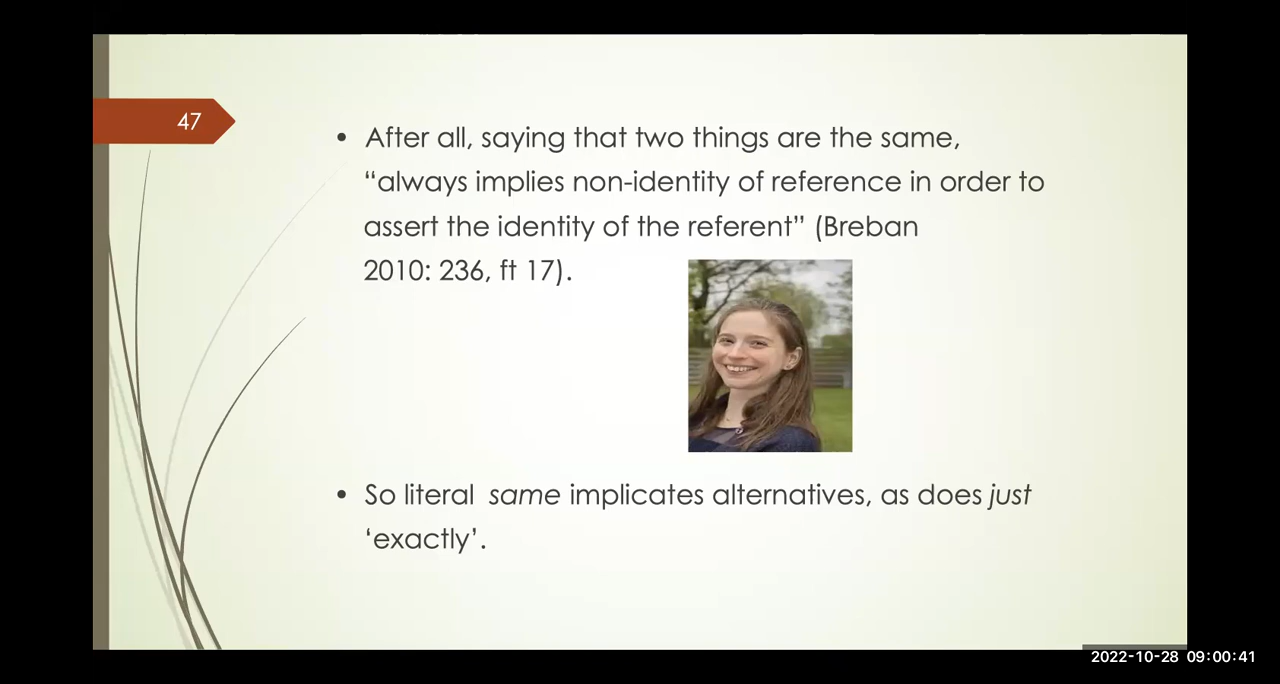 47
• After all, saying that two things are the same,
“always implies non-identity of reference in order to
assert the identity of the referent” (Breban
2010: 236, ft 17).
• So literal same implicates alternatives, as does just
‘exactly’.
2022-10-28 09:00:41